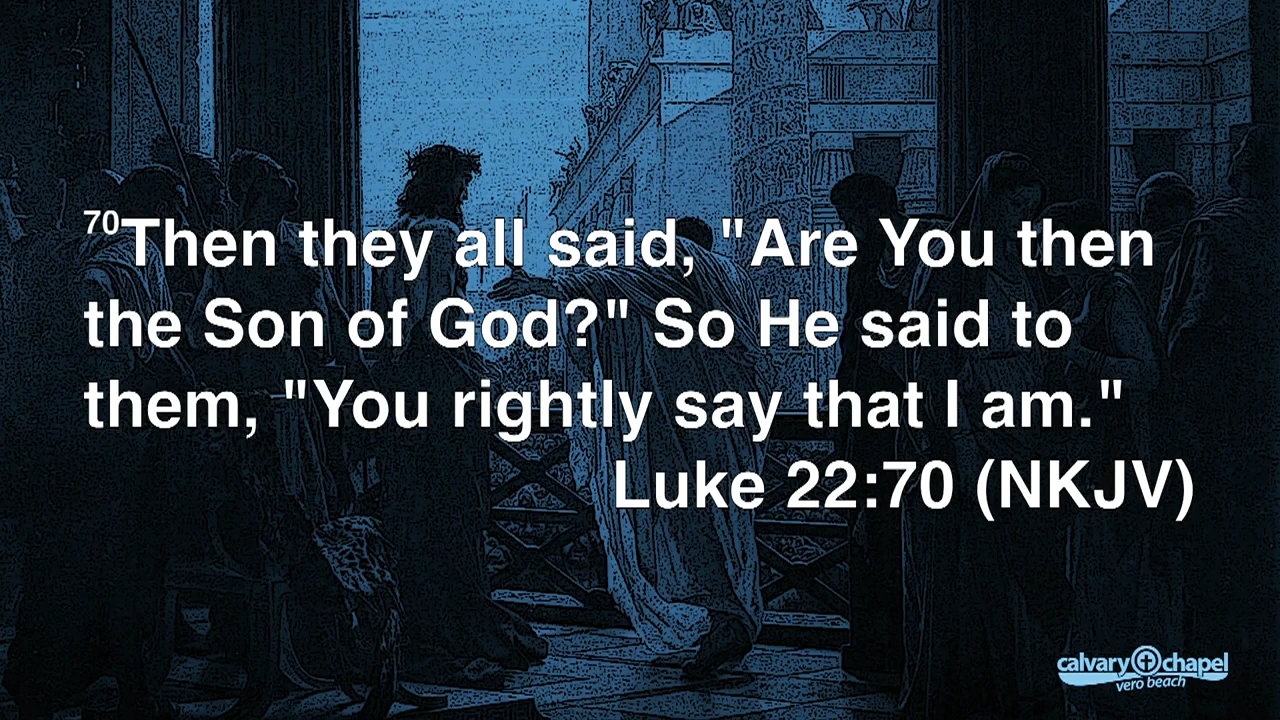 70Then they all said, "Are You then
the Son of God?" So He said to
them, "You rightly say that I am."
Luke 22:70 (NKJV)
calvary chapel
vero beach